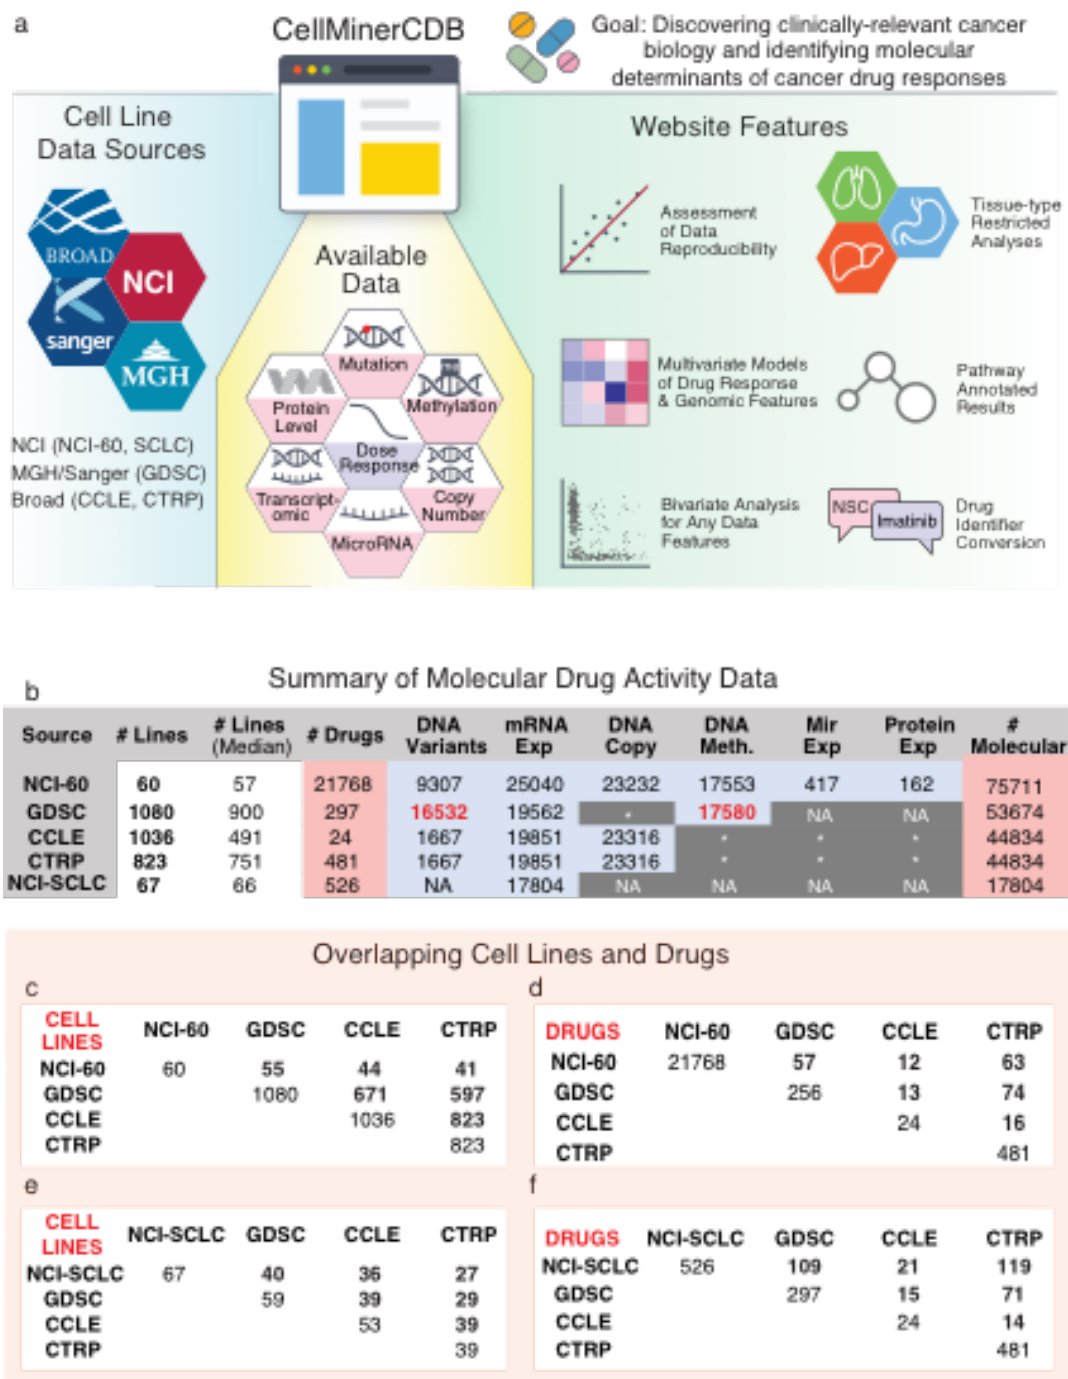 a
CellMinerCDB
Goal: Discovering clinically-relevant cancer
biology and identifying molecular
determinants of cancer drug responses
Cell Line
Data Sources
BROAD
NCI
sanger
MGH
NCI (NCI-60, SCLC)
MGH/Sanger (GDSC)
Broad (CCLE, CTRP)
Available
Data
Mutation
Protein
Level
Methylation
Dose
Response
Transcript-
omic
Copy
Number
MicroRNA
Website Features
Assessment
of Data
Reproducibility
Tissue-type
Restricted
Analyses
Multivariate Models
of Drug Response
& Genomic Features
Pathway
Annotated
Results
Bivariate Analysis
for Any Data
Features
NSC
Imatinib
Drug
Identifier
Conversion
b
Summary of Molecular Drug Activity Data
Source # Lines # Lines (Median) # Drugs DNA Variants mRNA Exp DNA Copy DNA Meth. Mir Exp Protein Exp # Molecular
NCI-60 60 57 21768 9307 25040 23232 17553 417 162 75711
GDSC 1080 900 297 16532 19562 * 17580 NA NA 53674
CCLE 1036 491 24 1667 19851 23316 * * * 44834
CTRP 823 751 481 1667 19851 23316 * * * 44834
NCI-SCLC 67 66 526 NA 17804 NA NA NA NA 17804
Overlapping Cell Lines and Drugs
c
CELL LINES NCI-60 GDSC CCLE CTRP
NCI-60 60 55 44 41
GDSC 1080 671 597
CCLE 1036 823
CTRP 823
d
DRUGS NCI-60 GDSC CCLE CTRP
NCI-60 21768 57 12 63
GDSC 256 13 74
CCLE 24 16
CTRP 481
e
CELL LINES NCI-SCLC GDSC CCLE CTRP
NCI-SCLC 67 40 36 27
GDSC 59 39 29
CCLE 53 39
CTRP 39
f
DRUGS NCI-SCLC GDSC CCLE CTRP
NCI-SCLC 526 109 21 119
GDSC 297 15 71
CCLE 24 14
CTRP 481